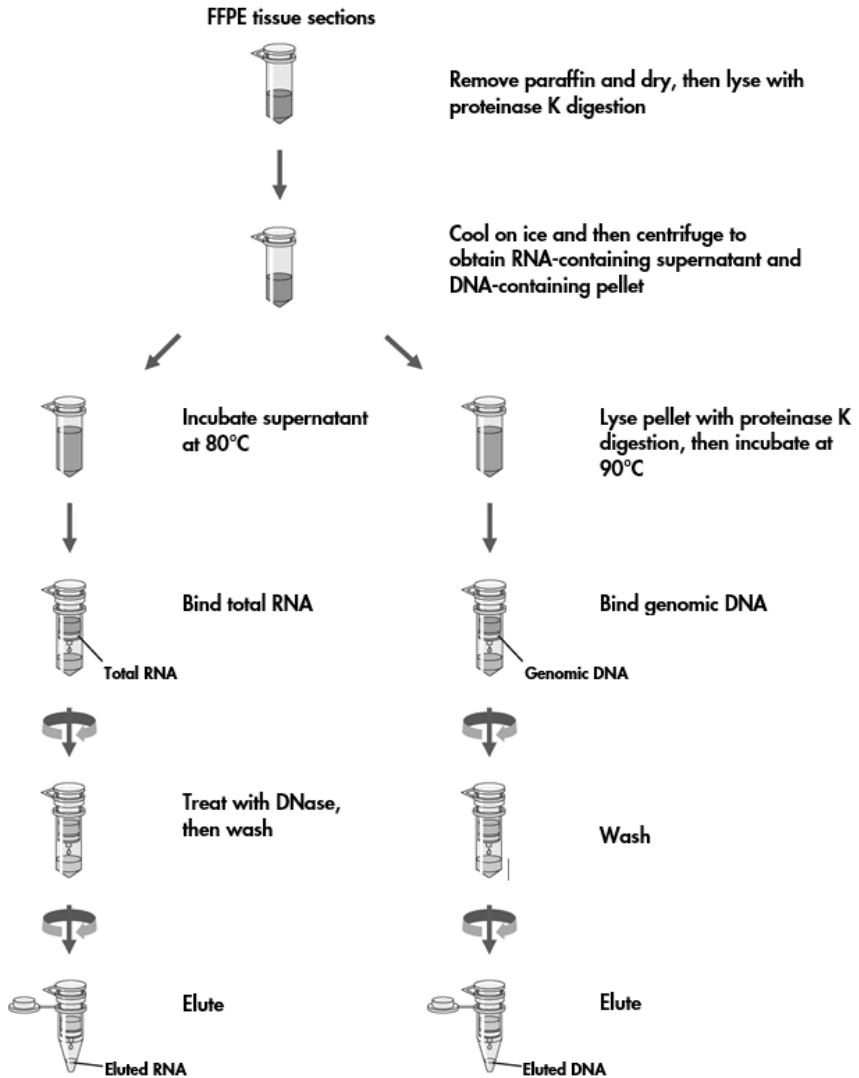 FFPE tissue sections
Remove paraffin and dry, then lyse with
proteinase K digestion
Cool on ice and then centrifuge to
obtain RNA-containing supernatant and
DNA-containing pellet
Incubate supernatant
at 80°C
Lyse pellet with proteinase K
digestion, then incubate at
90°C
Bind total RNA
Bind genomic DNA
Total RNA
Genomic DNA
Treat with DNase,
then wash
Wash
Elute
Elute
Eluted RNA
Eluted DNA